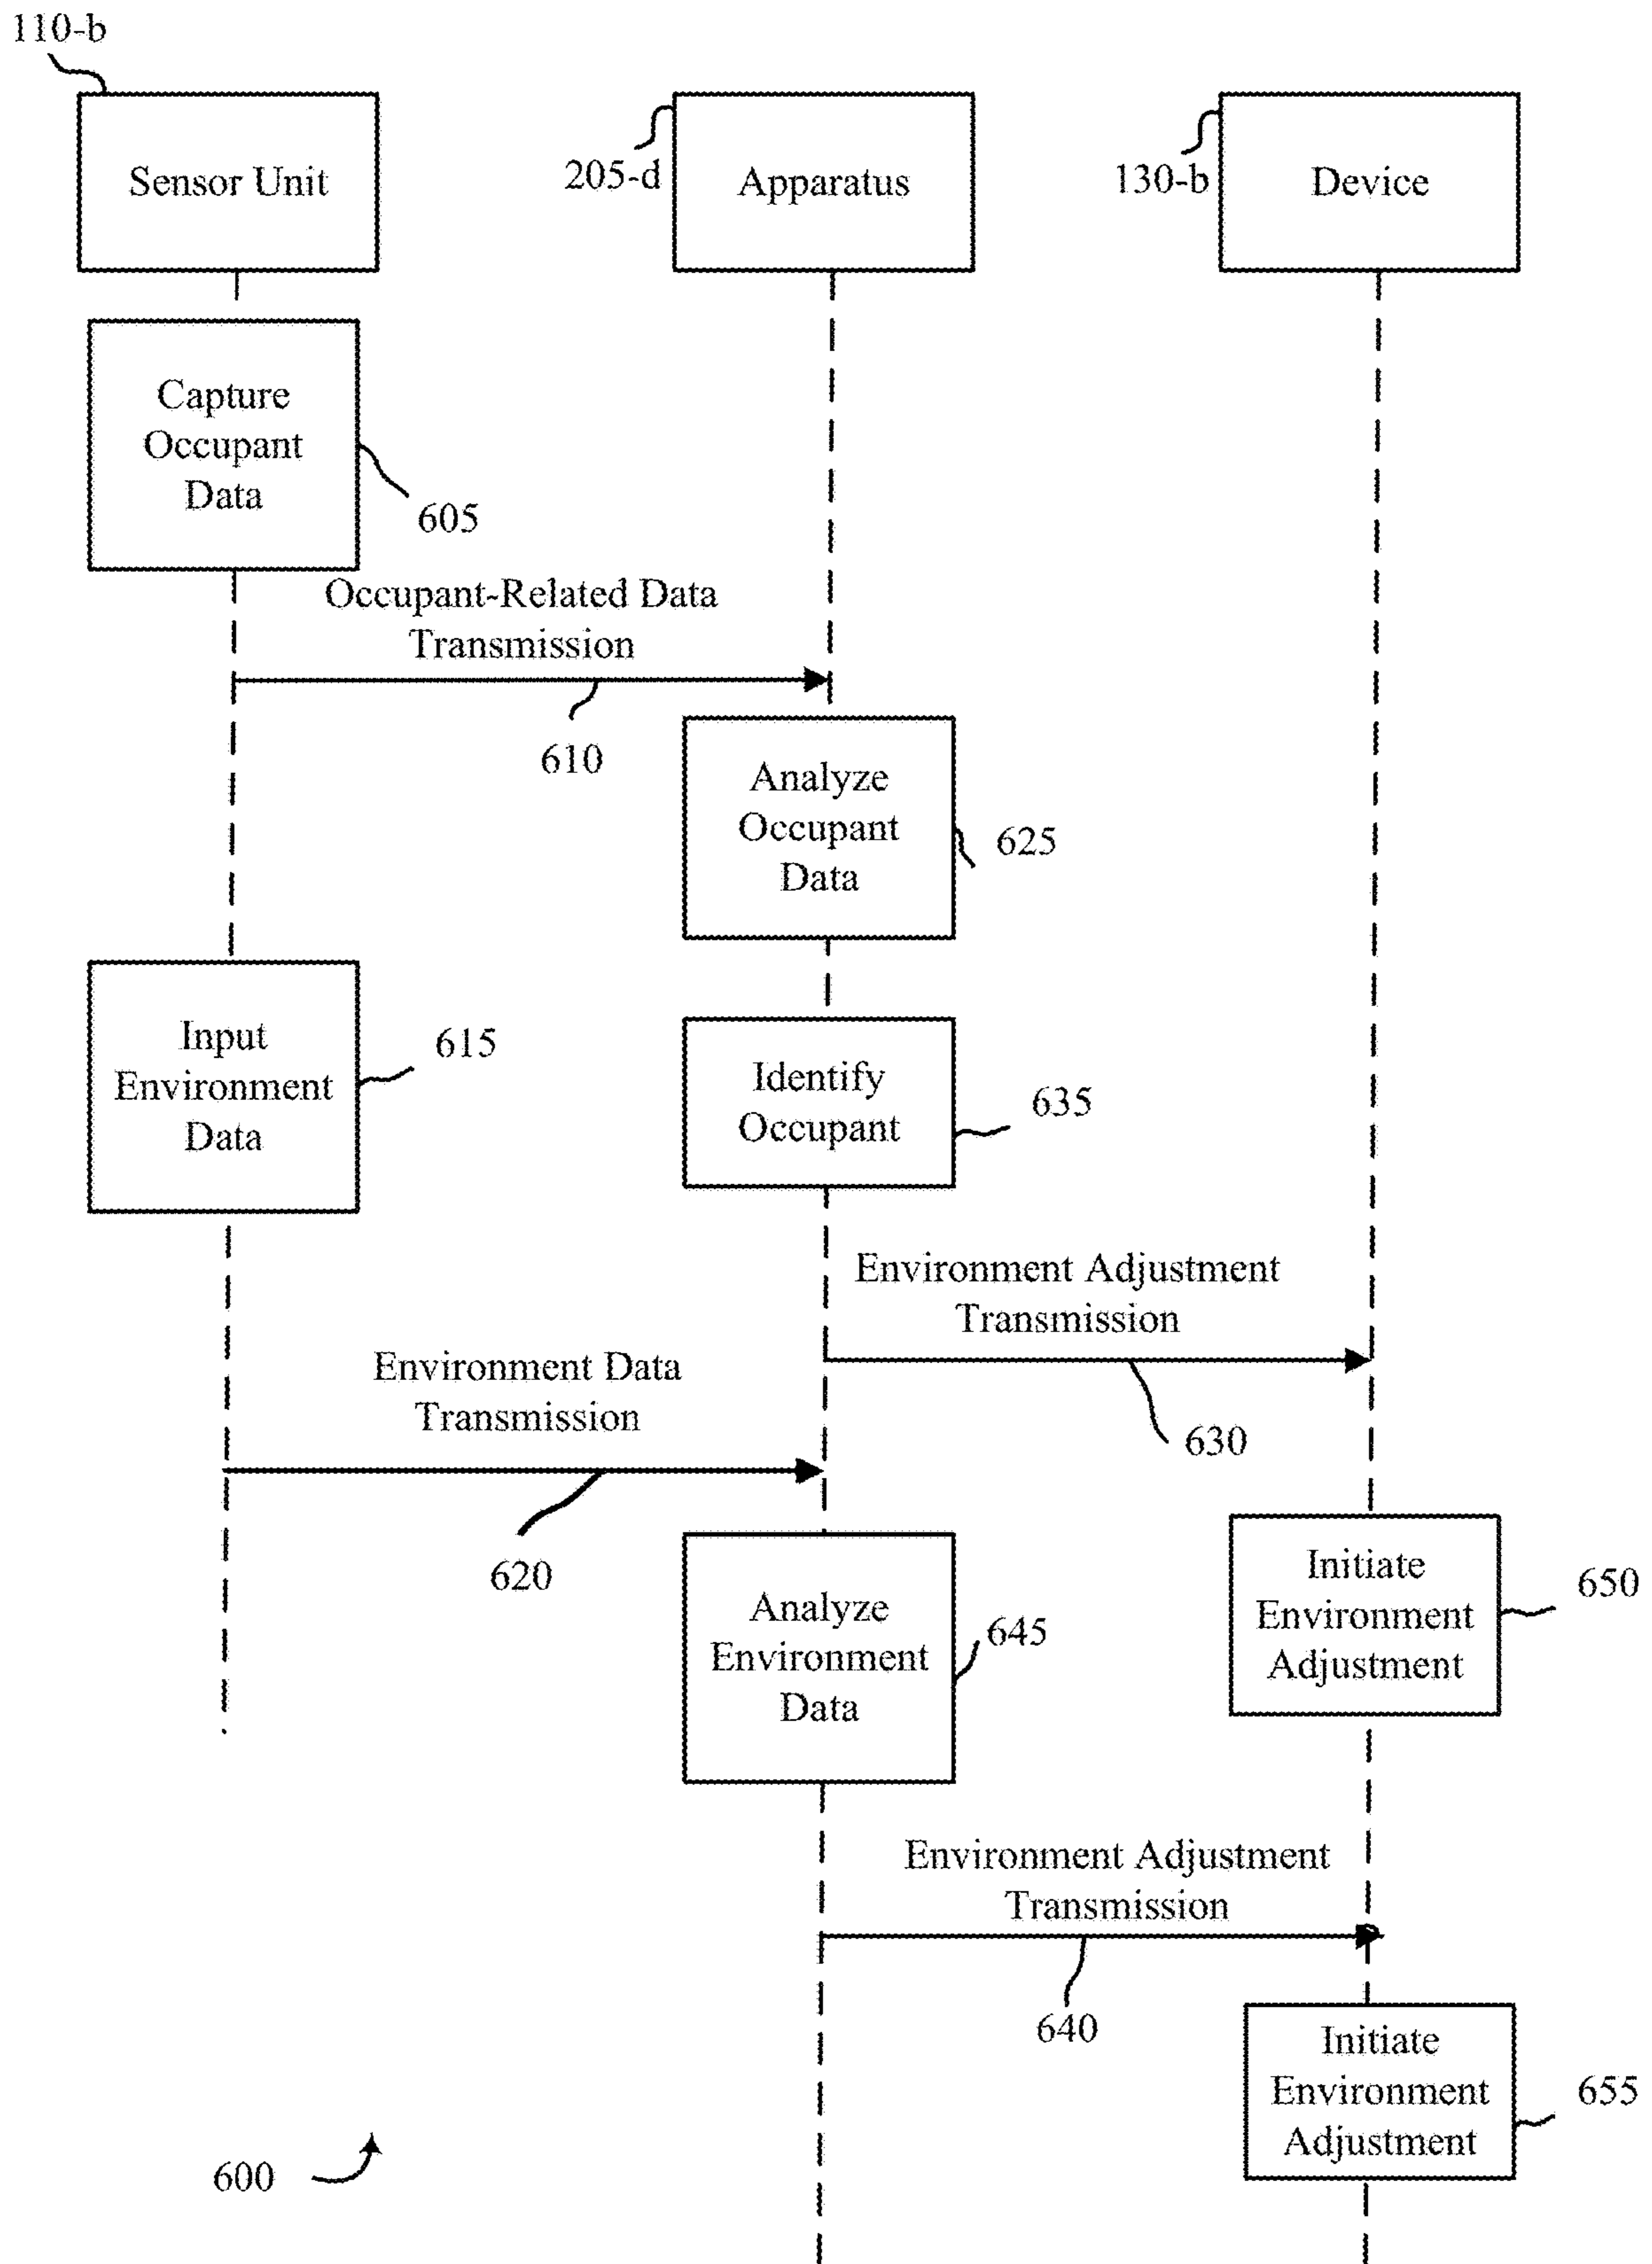 110-b
Sensor Unit
205-d
Apparatus
130-b
Device
Capture
Occupant
Data
605
Occupant-Related Data
Transmission
610
Analyze
Occupant
Data
625
Input
Environment
Data
615
Identify
Occupant
635
Environment Adjustment
Transmission
630
Environment Data
Transmission
620
Analyze
Environment
Data
645
Initiate
Environment
Adjustment
650
Environment Adjustment
Transmission
640
Initiate
Environment
Adjustment
655
600